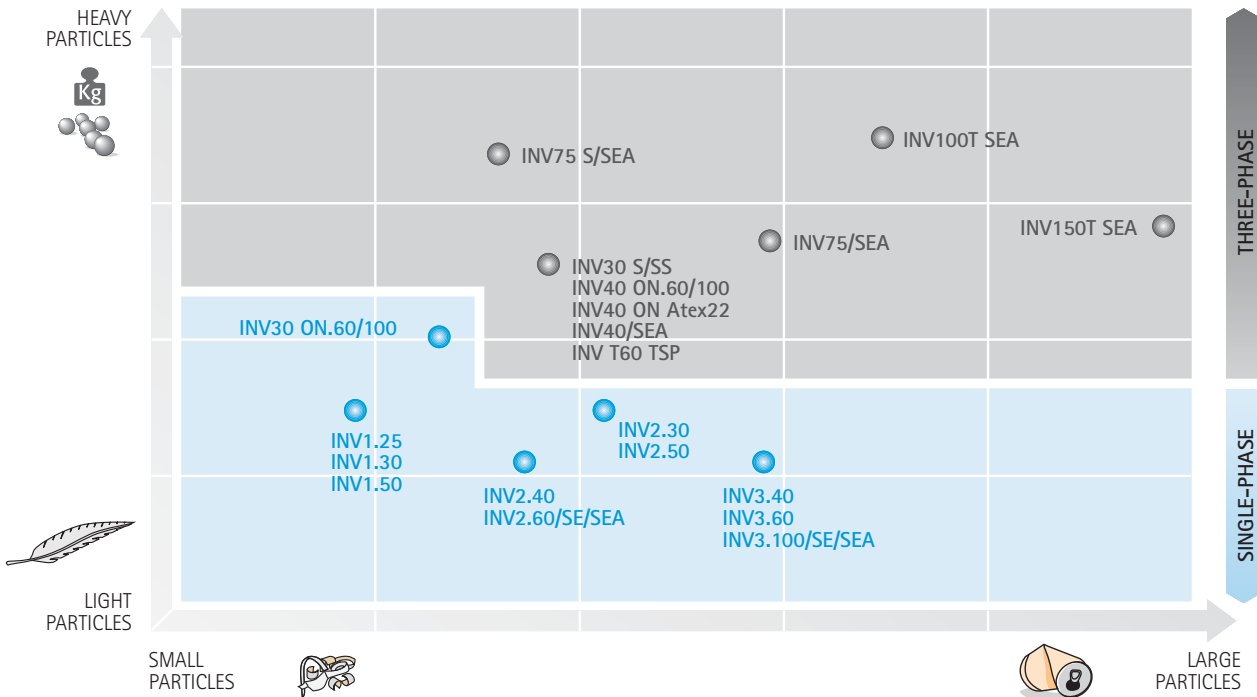 HEAVY
PARTICLES
Kg
INV75 S/SEA
INV100T SEA
INV150T SEA
INV75/SEA
INV30 S/SS
INV40 ON.60/100
INV40 ON Atex22
INV40/SEA
INV T60 TSP
THREE-PHASE
INV30 ON.60/100
INV1.25
INV1.30
INV1.50
INV2.30
INV2.50
INV2.40
INV2.60/SE/SEA
INV3.40
INV3.60
INV3.100/SE/SEA
SINGLE-PHASE
LIGHT
PARTICLES
SMALL
PARTICLES
LARGE
PARTICLES